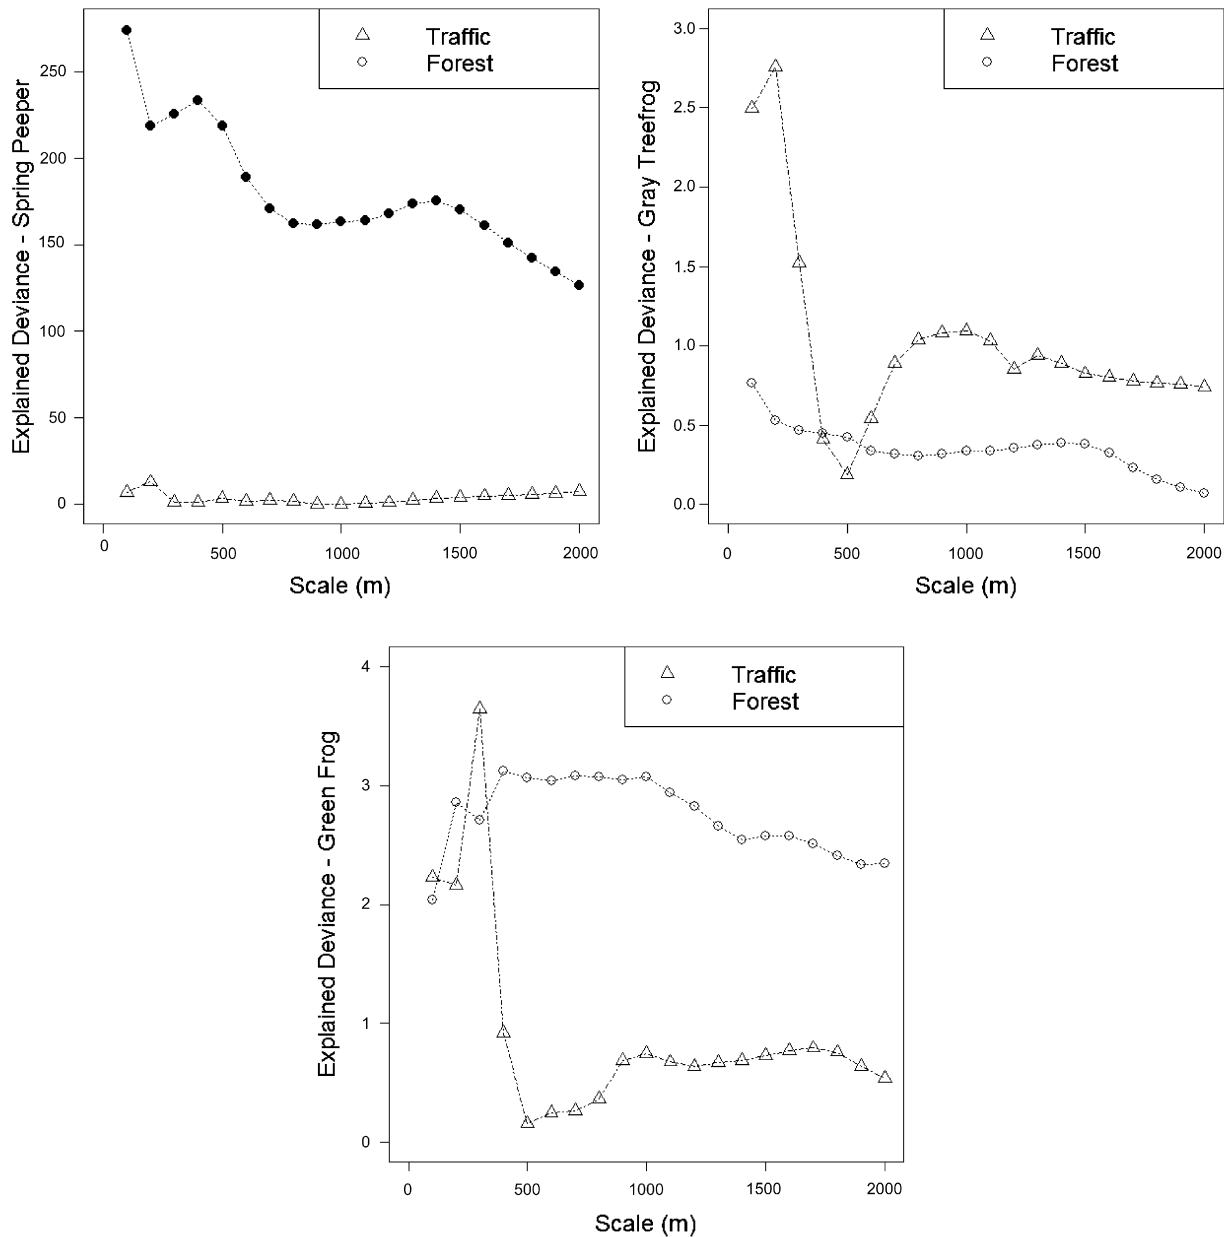 Explained Deviance - Spring Peeper
250
200
150
100
50
0
Traffic
Forest
0
500
1000
1500
2000
Scale (m)
Explained Deviance - Gray Treefrog
3.0
2.5
2.0
1.5
1.0
0.5
0.0
Traffic
Forest
0
500
1000
1500
2000
Scale (m)
Explained Deviance - Green Frog
4
3
2
1
0
Traffic
Forest
0
500
1000
1500
2000
Scale (m)